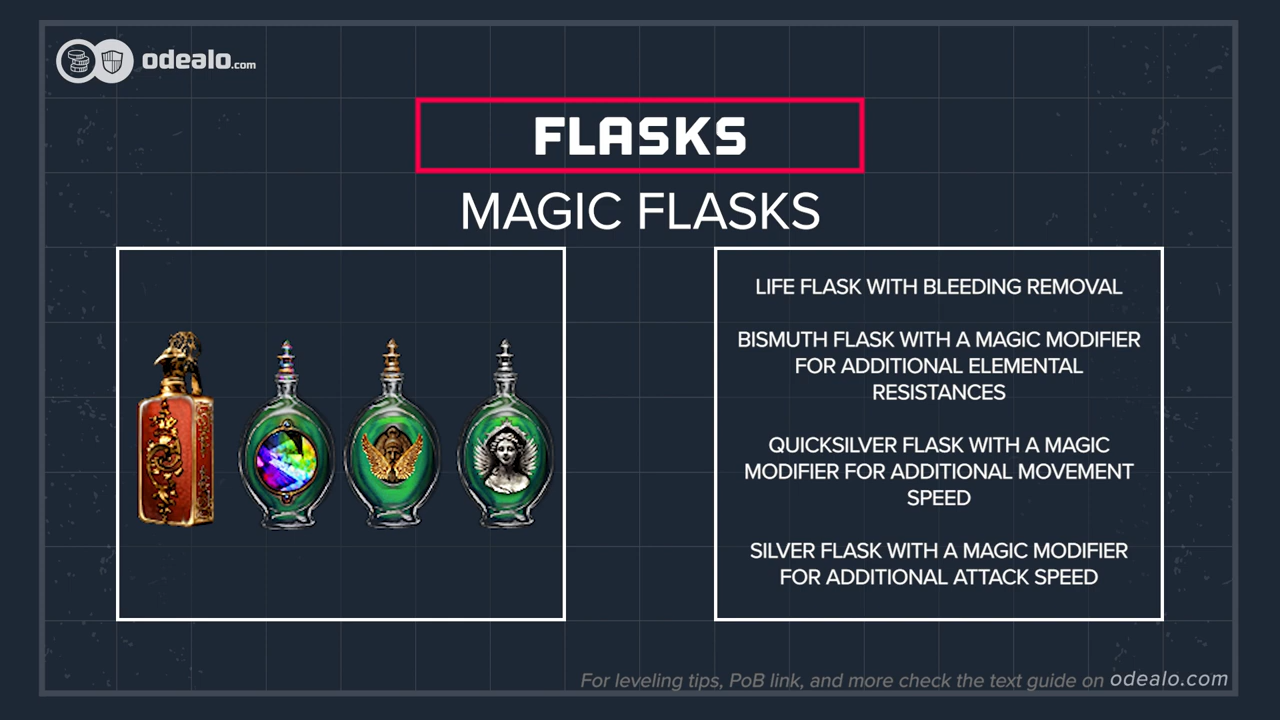 odealo.com
FLASKS
MAGIC FLASKS
LIFE FLASK WITH BLEEDING REMOVAL
BISMUTH FLASK WITH A MAGIC MODIFIER
FOR ADDITIONAL ELEMENTAL
RESISTANCES
QUICKSILVER FLASK WITH A MAGIC
MODIFIER FOR ADDITIONAL MOVEMENT
SPEED
SILVER FLASK WITH A MAGIC MODIFIER
FOR ADDITIONAL ATTACK SPEED
For leveling tips, PoB link, and more check the text guide on odealo.com